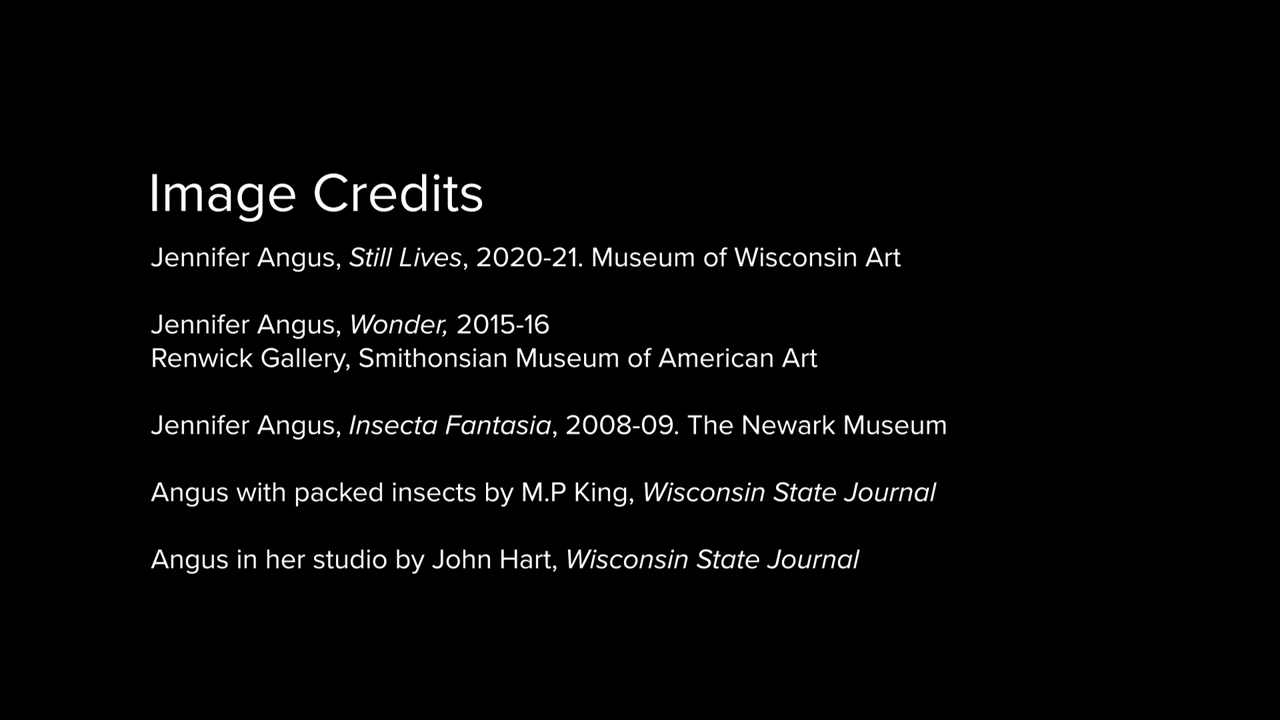 Image Credits
Jennifer Angus, Still Lives, 2020-21. Museum of Wisconsin Art
Jennifer Angus, Wonder, 2015-16
Renwick Gallery, Smithonsian Museum of American Art
Jennifer Angus, Insecta Fantasia, 2008-09. The Newark Museum
Angus with packed insects by M.P King, Wisconsin State Journal
Angus in her studio by John Hart, Wisconsin State Journal